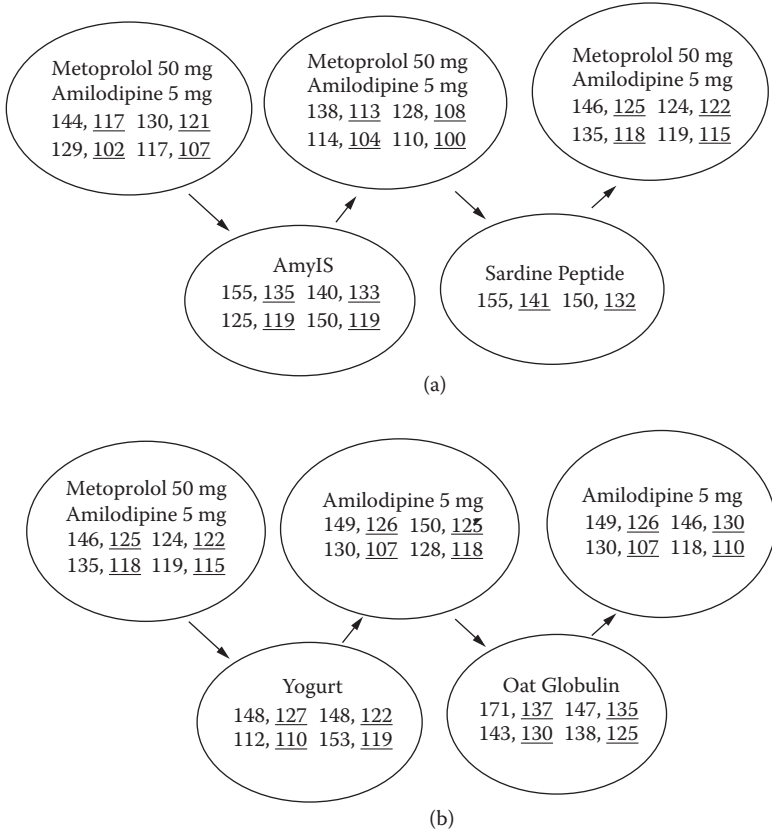 Metoprolol 50 mg
Amilodipine 5 mg
144, 117 130, 121
129, 102 117, 107
Metoprolol 50 mg
Amilodipine 5 mg
138, 113 128, 108
114, 104 110, 100
Metoprolol 50 mg
Amilodipine 5 mg
146, 125 124, 122
135, 118 119, 115
AmyIS
155, 135 140, 133
125, 119 150, 119
Sardine Peptide
155, 141 150, 132
(a)
Metoprolol 50 mg
Amilodipine 5 mg
146, 125 124, 122
135, 118 119, 115
Amilodipine 5 mg
149, 126 150, 125
130, 107 128, 118
Amilodipine 5 mg
149, 126 146, 130
130, 107 118, 110
Yogurt
148, 127 148, 122
112, 110 153, 119
Oat Globulin
171, 137 147, 135
143, 130 138, 125
(b)